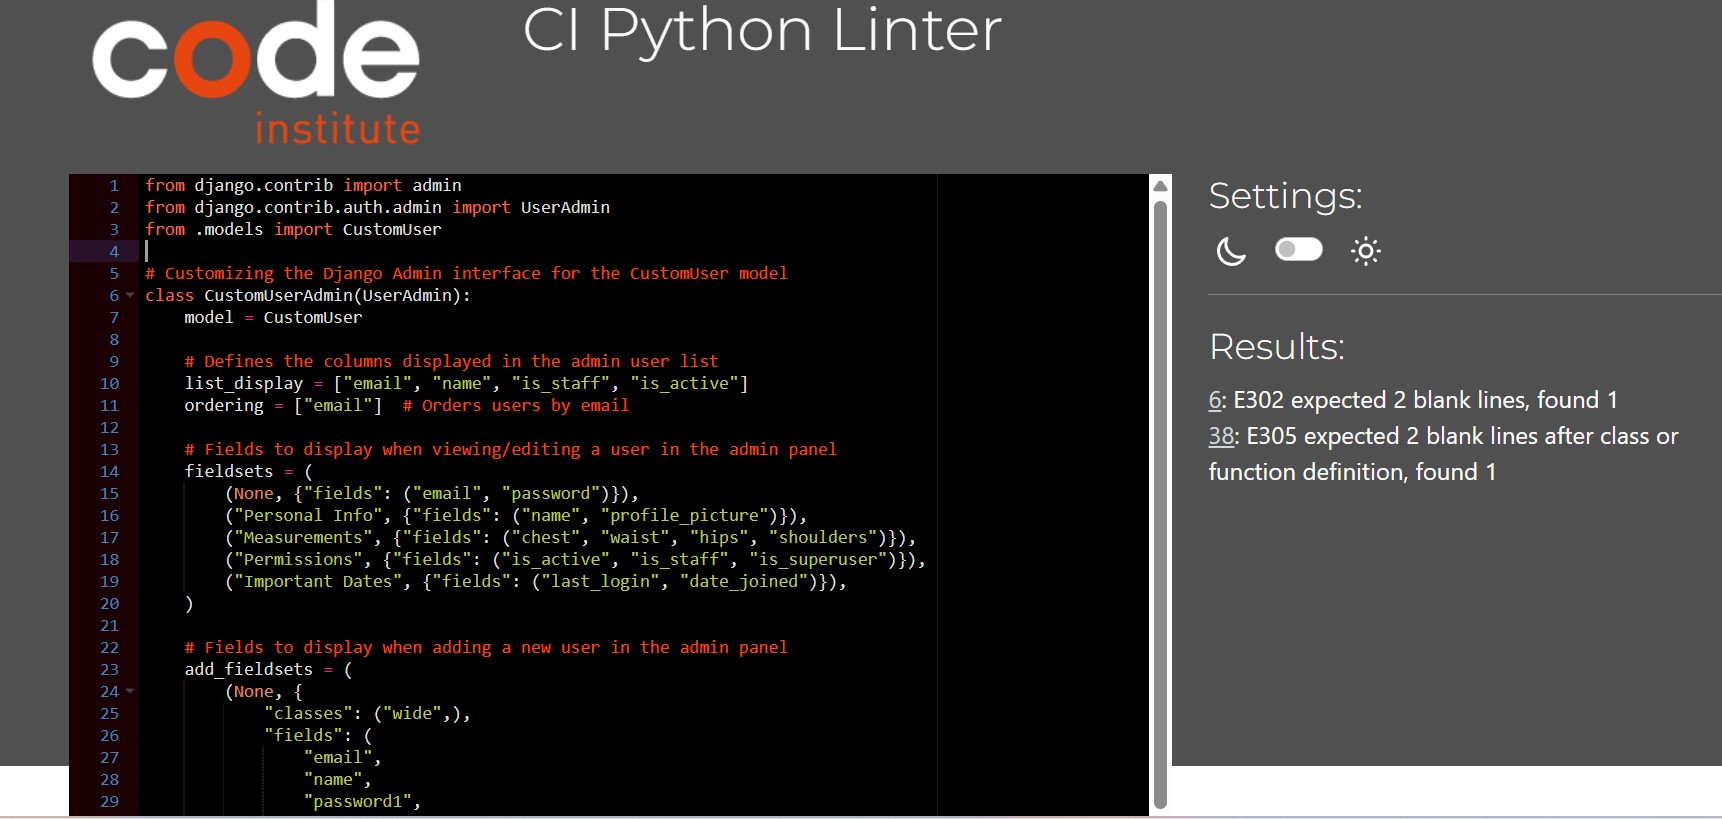 code
institute
CI Python Linter
1 from django.contrib import admin
2 from django.contrib.auth.admin import UserAdmin
3 from .models import CustomUser
4
5 # Customizing the Django Admin interface for the CustomUser model
6 class CustomUserAdmin(UserAdmin):
7     model = CustomUser
8
9     # Defines the columns displayed in the admin user list
10     list_display = ["email", "name", "is_staff", "is_active"]
11     ordering = ["email"]  # Orders users by email
12
13     # Fields to display when viewing/editing a user in the admin panel
14     fieldsets = (
15         (None, {"fields": ("email", "password")}),
16         ("Personal Info", {"fields": ("name", "profile_picture")}),
17         ("Measurements", {"fields": ("chest", "waist", "hips", "shoulders")}),
18         ("Permissions", {"fields": ("is_active", "is_staff", "is_superuser")}),
19         ("Important Dates", {"fields": ("last_login", "date_joined")}),
20     )
21
22     # Fields to display when adding a new user in the admin panel
23     add_fieldsets = (
24         (None, {
25             "classes": ("wide",),
26             "fields": (
27                 "email",
28                 "name",
29                 "password1",
Settings:
Results:
6: E302 expected 2 blank lines, found 1
38: E305 expected 2 blank lines after class or
function definition, found 1